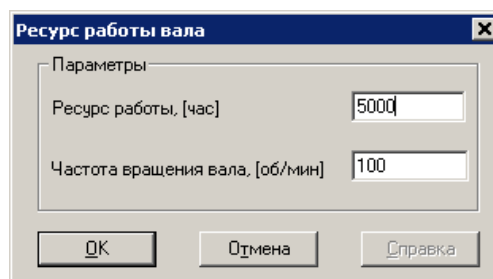 Ресурс работы вала
Параметры
Ресурс работы, [час]
5000
Частота вращения вала, [об/мин]
100
OK
Отмена
Справка